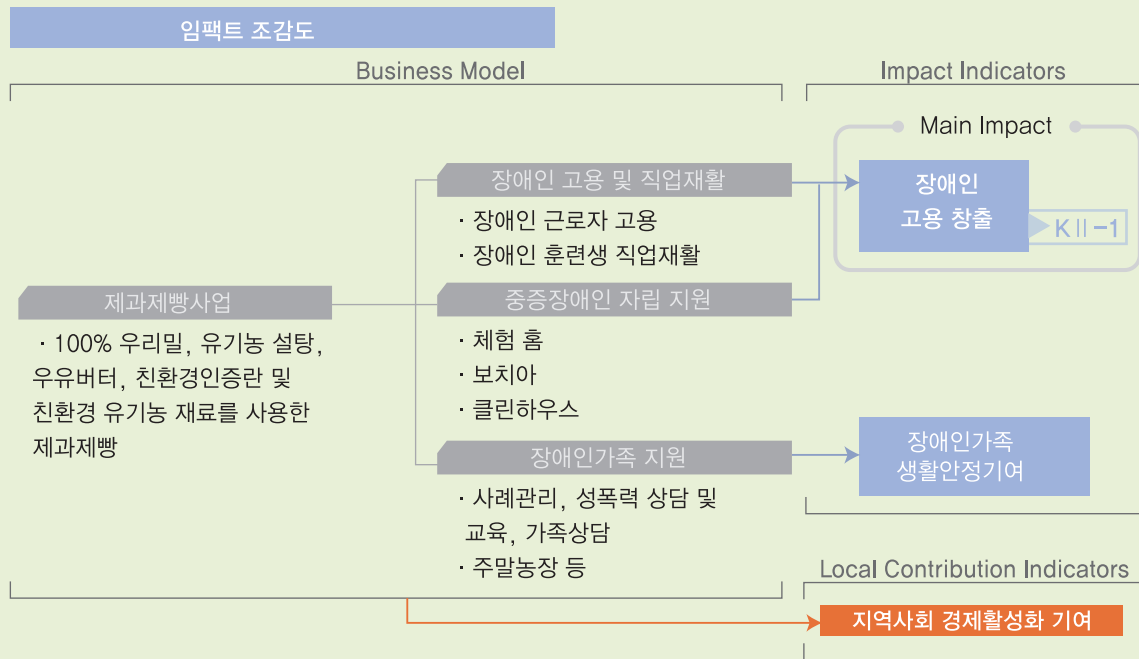 임팩트 조감도
Business Model
Impact Indicators
Main Impact
장애인 고용 및 직업재활
· 장애인 근로자 고용
· 장애인 훈련생 직업재활
장애인
고용 창출
KⅡ-1
제과제빵사업
· 100% 우리밀, 유기농 설탕,
우유버터, 친환경인증란 및
친환경 유기농 재료를 사용한
제과제빵
중증장애인 자립 지원
· 체험 홈
· 보치아
· 클린하우스
장애인가족 지원
· 사례관리, 성폭력 상담 및
교육, 가족상담
· 주말농장 등
장애인가족
생활안정기여
Local Contribution Indicators
지역사회 경제활성화 기여